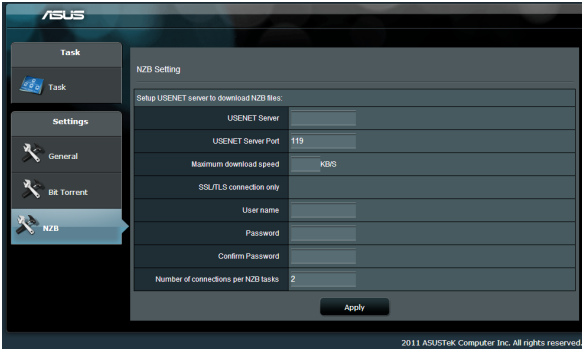 ASUS
Task
Task
Settings
General
Bit Torrent
NZB
NZB Setting
Setup USENET server to download NZB files:
USENET Server
USENET Server Port 119
Maximum download speed KB/S
SSL/TLS connection only
User name
Password
Confirm Password
Number of connections per NZB tasks 2
Apply
2011 ASUSTeK Computer Inc. All rights reserved.